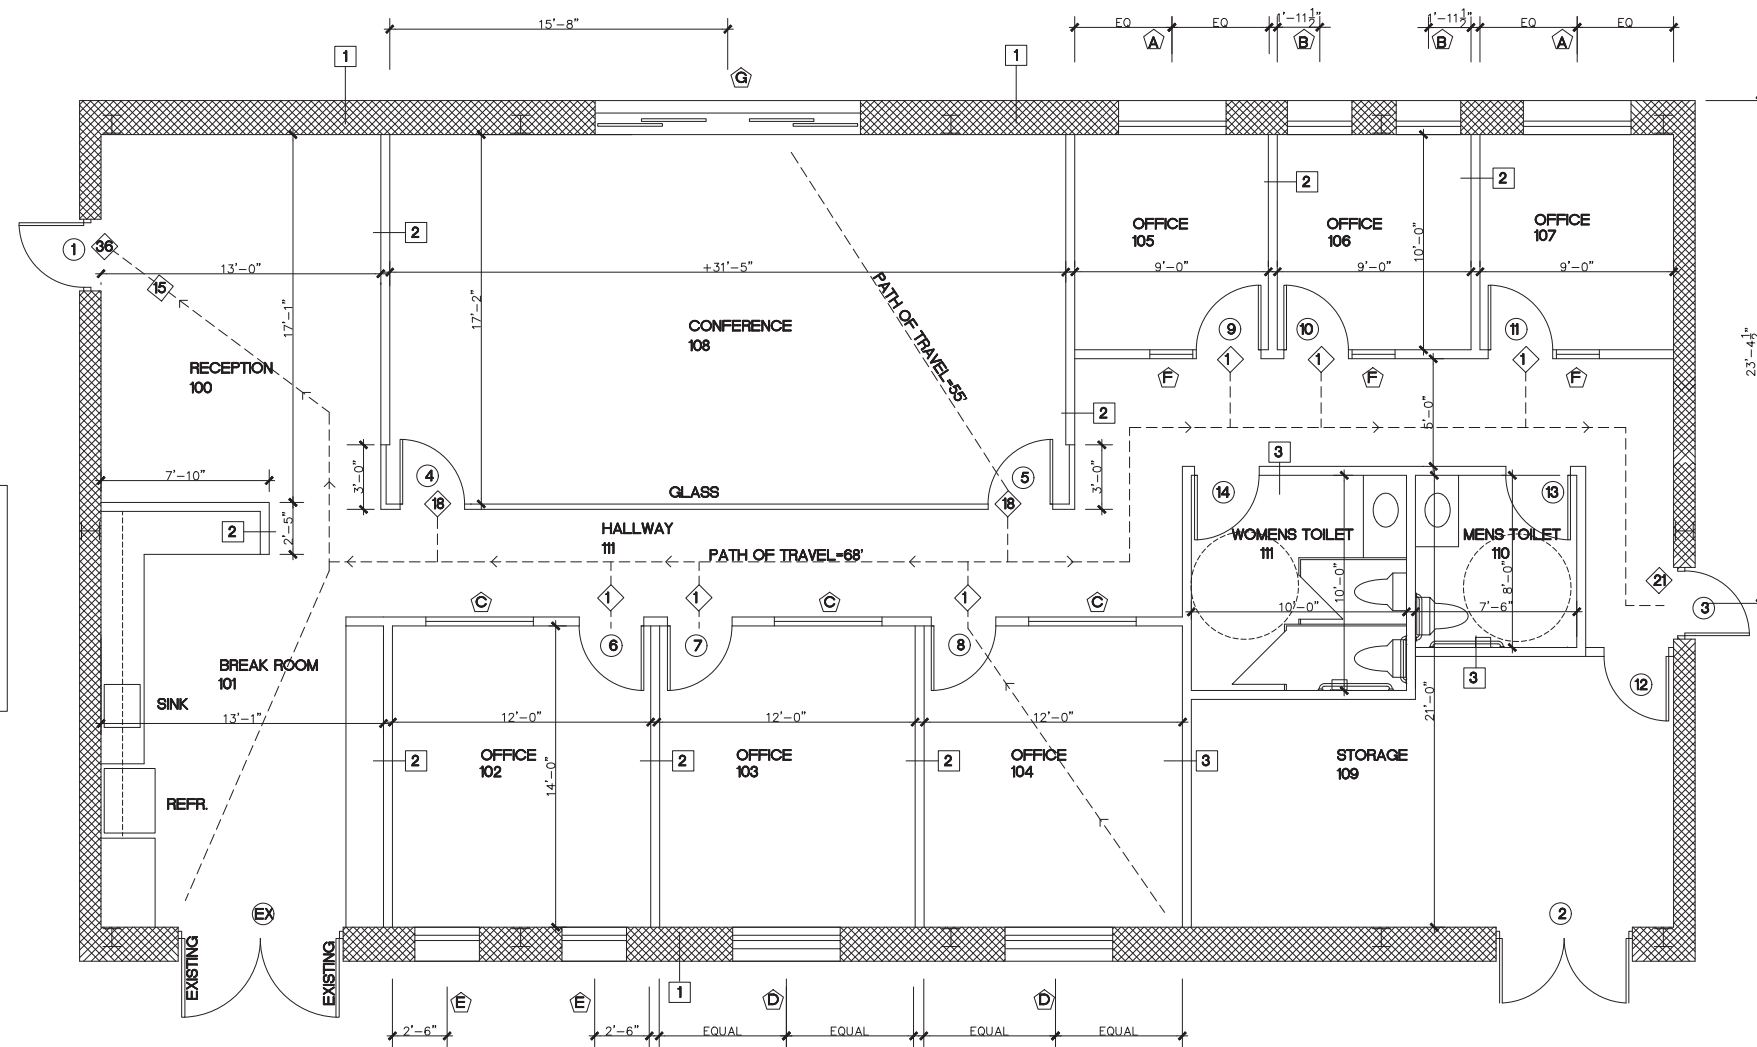 15'-8"
EQ
EQ
1'-11½"
1'-11½"
EQ
EQ
A
B
B
A
1
1
G
2
2
2
OFFICE
105
OFFICE
106
OFFICE
107
1
36
15
13'-0"
+31'-5"
9'-0"
9'-0"
9'-0"
10'-0"
17'-1"
17'-2"
PATH OF TRAVEL=55'
CONFERENCE
108
RECEPTION
100
9
10
11
1
1
1
F
F
F
23'-4½"
2
6'-0"
3
7'-10"
3'-0"
4
18
GLASS
5
18
3'-0"
14
13
2
2'-5"
HALLWAY
111
PATH OF TRAVEL=68'
WOMENS TOILET
111
MENS TOILET
110
10'-0"
8'-0"
21
3
10'-0"
7'-6"
C
1
1
C
1
C
6
7
8
BREAK ROOM
101
SINK
3
12
13'-1"
12'-0"
12'-0"
12'-0"
21'-0"
2
OFFICE
102
14'-0"
2
OFFICE
103
2
OFFICE
104
3
STORAGE
109
REFR.
EX
2
EXISTING
EXISTING
1
E
E
D
D
2'-6"
2'-6"
EQUAL
EQUAL
EQUAL
EQUAL